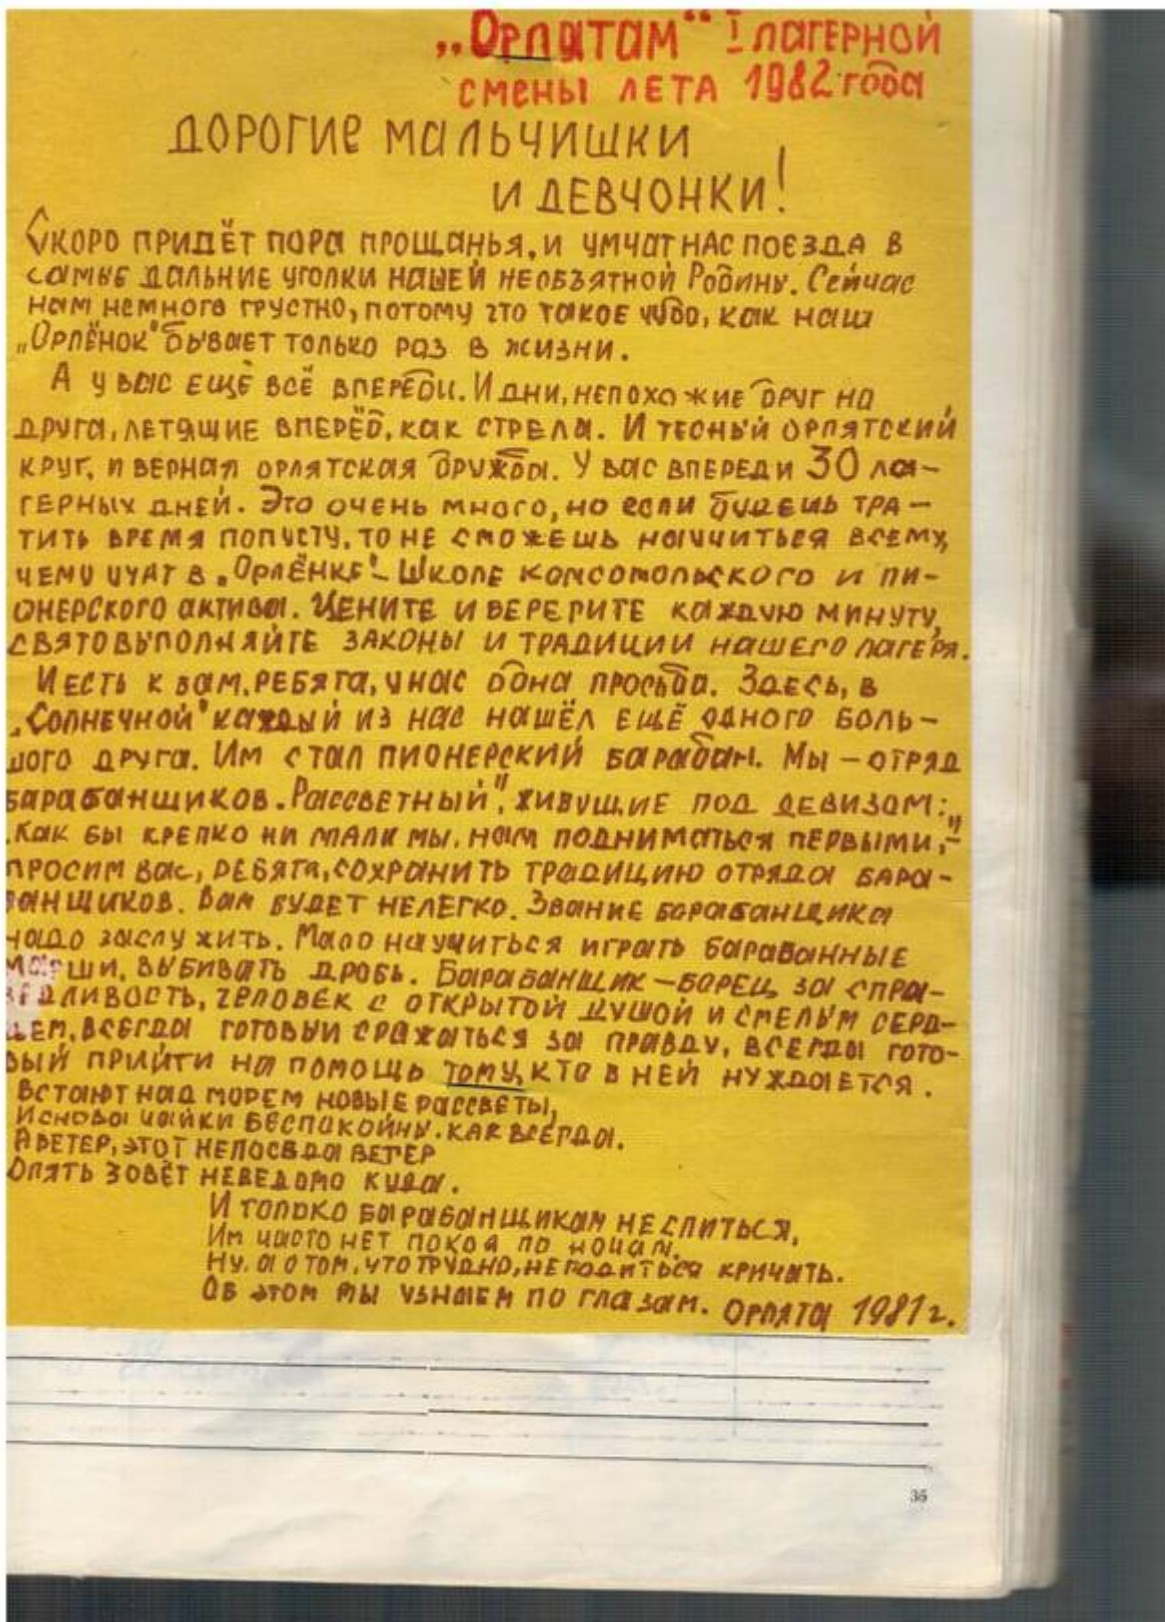 „Орлятам“ I лагерной
смены лета 1982 года
Дорогие мальчишки
и девчонки!
Скоро придёт пора прощанья, и умчат нас поезда в
самые дальние уголки нашей необъятной Родины. Сейчас
нам немного грустно, потому что такое чудо, как наш
„Орлёнок“ бывает только раз в жизни.
А у вас ещё всё впереди. И дни, непохожие друг на
друга, летящие вперёд, как стрела. И тесный орлятский
круг, и верная орлятская дружба. У вас впереди 30 ла-
герных дней. Это очень много, но если будешь тра-
тить время попусту, то не сможешь научиться всему,
чему учат в „Орлёнке“- Школе комсомольского и пи-
онерского актива. Цените и берегите каждую минуту,
свято выполняйте законы и традиции нашего лагеря.
И есть к вам, ребята, у нас одна просьба. Здесь, в
„Солнечной“ каждый из нас нашёл ещё одного боль-
шого друга. Им стал пионерский барабан. Мы – отряд
барабанщиков „Рассветный“, живущие под девизом:
„Как бы крепко ни спали мы, нам подниматься первыми“,-
просим вас, ребята, сохранить традицию отряда бара-
банщиков. Вам будет нелегко. Звание барабанщика
надо заслужить. Мало научиться играть барабанные
марши, выбивать дробь. Барабанщик – борец за спра-
ведливость, человек с открытой душой и смелым серд-
цем, всегда готовый сражаться за правду, всегда гото-
вый прийти на помощь тому, кто в ней нуждается.
Встают над морем новые рассветы,
И снова чайки беспокойны, как всегда.
А ветер, этот непоседа ветер
Опять зовёт неведомо куда.
И только барабанщикам не спиться,
Им часто нет покоя по ночам.
Ну, а о том, что трудно, не годиться кричать.
Об этом мы узнаем по глазам. Орлята 1981 г.
35